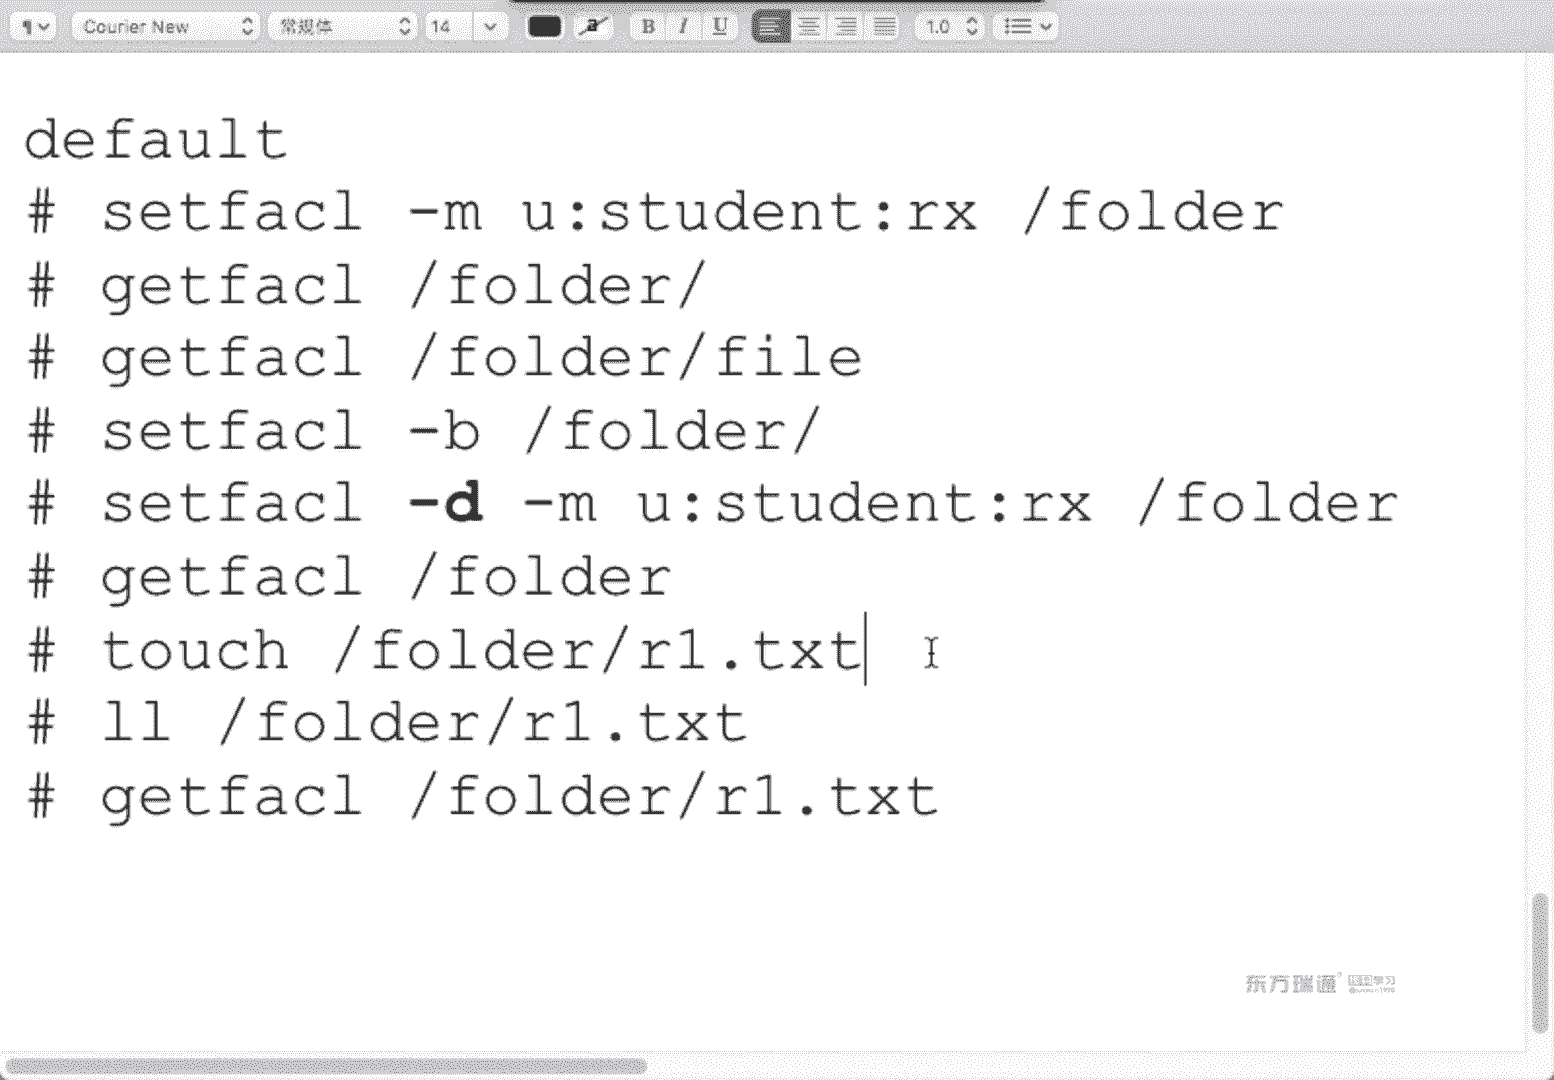 ¶ Courier New 常规体 14 a B I U 1.0
default
# setfacl -m u:student:rx /folder
# getfacl /folder/
# getfacl /folder/file
# setfacl -b /folder/
# setfacl -d -m u:student:rx /folder
# getfacl /folder
# touch /folder/r1.txt
# ll /folder/r1.txt
# getfacl /folder/r1.txt
东方瑞通
学习